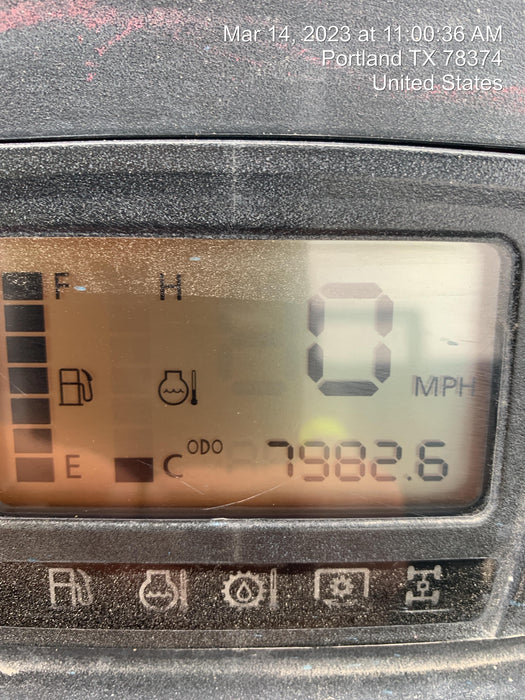 Mar 14, 2023 at 11:00:36 AM
Portland TX 78374
United States
F H
0
MPH
ODO
7982.6
E C